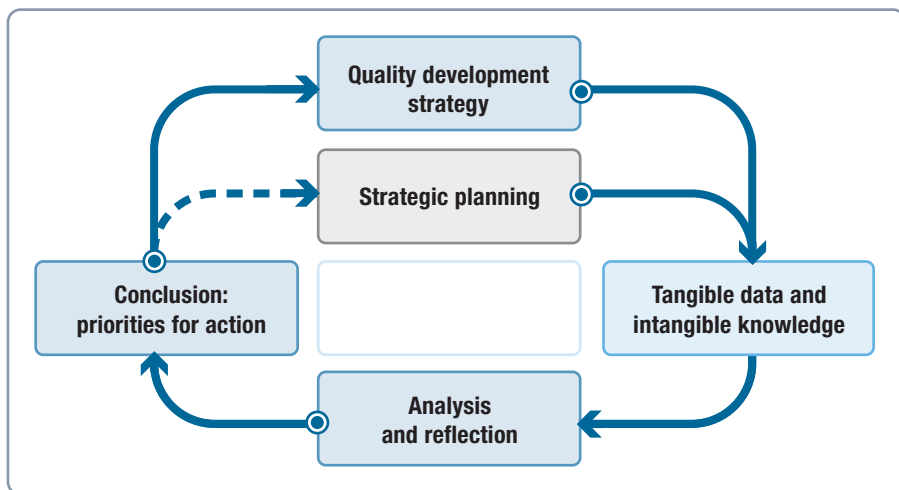 Quality development
strategy
Strategic planning
Conclusion:
priorities for action
Tangible data and
intangible knowledge
Analysis
and reflection